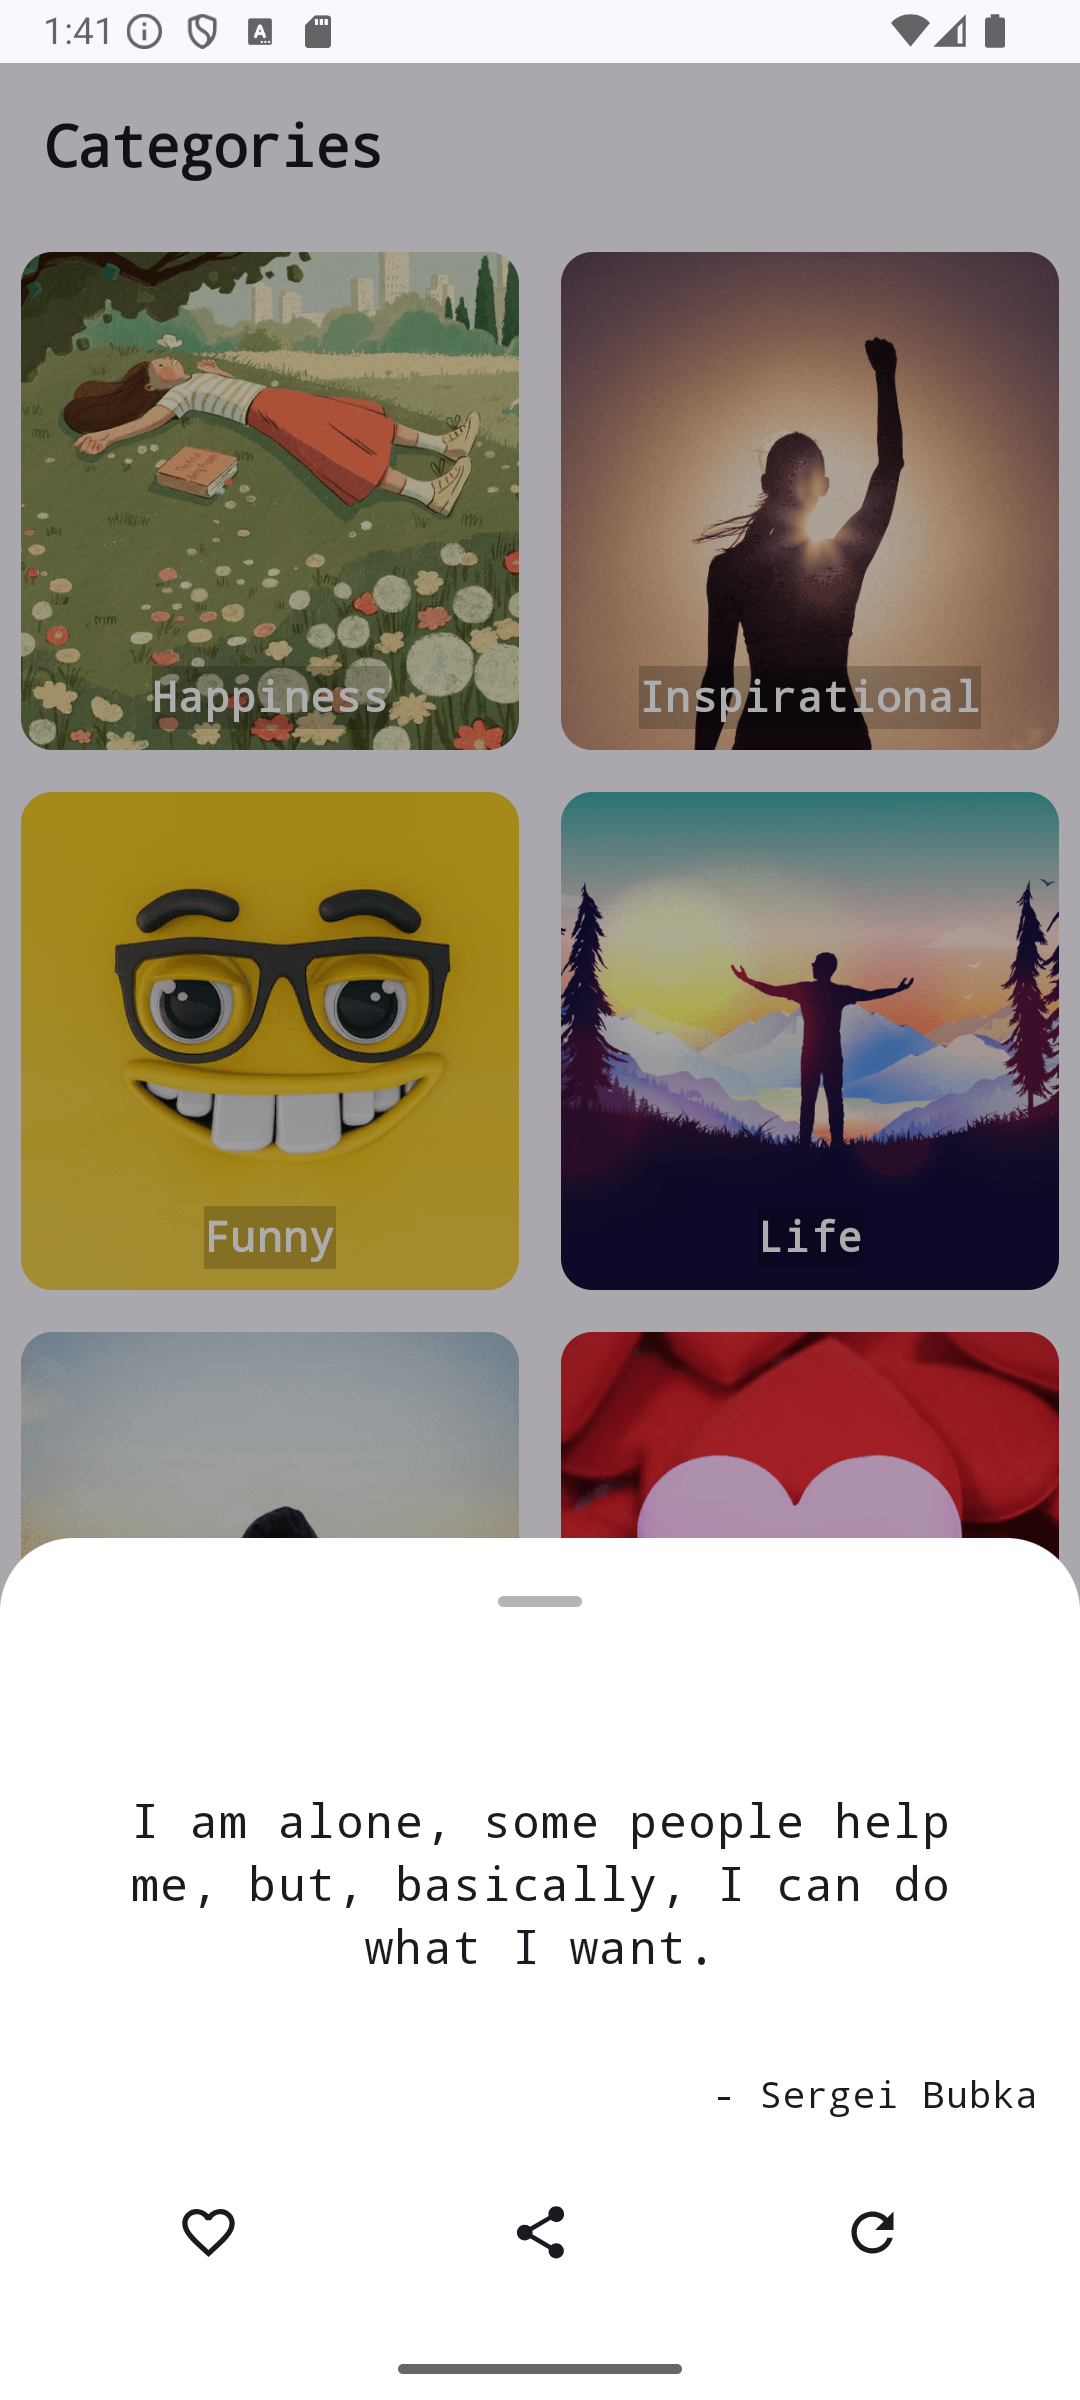 1:41
Categories
Happiness
Inspirational
Funny
Life
I am alone, some people help
me, but, basically, I can do
what I want.
- Sergei Bubka